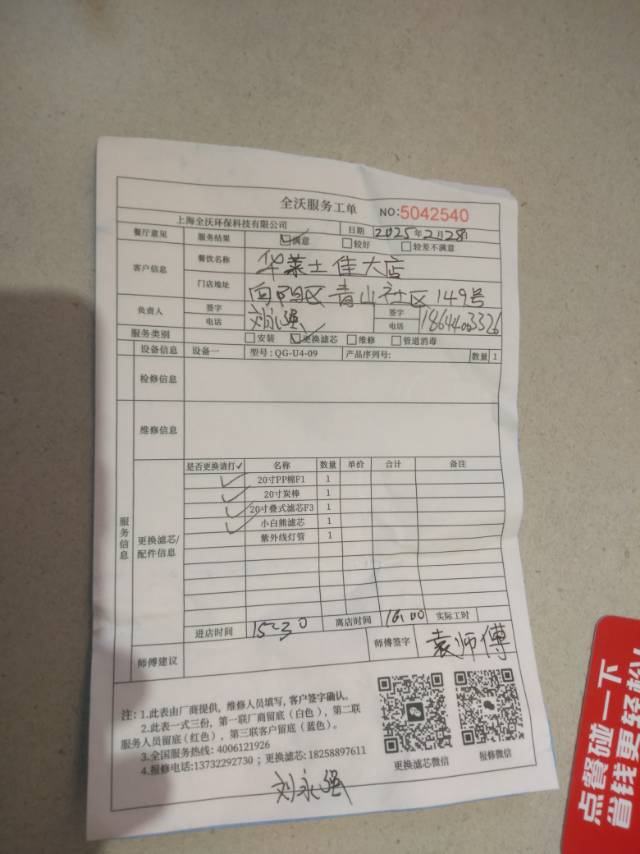 全沃服务工单 NO:5042540
上海全沃环保科技有限公司 日期 2025年2月28日
餐厅意见 服务结果 ☑满意 □较好 □较差不满意
客户信息 餐饮名称 华莱士佳大店
门店地址 向阳区青山社区149号
负责人 签字 刘永强 签字
电话 电话 18644033326
服务类别 □安装 ☑更换滤芯 □维修 □管道消毒
设备信息 设备一 型号: QG-U4-09 产品序列号: 数量 1
检修信息
维修信息
服务信息
更换滤芯/配件信息
是否更换请打✓ 名称 数量 单价 合计 备注
✓ 20寸PP棉F1 1
✓ 20寸炭棒 1
✓ 20寸叠式滤芯F3 1
✓ 小白熊滤芯 1
紫外线灯管 1
进店时间 15:30 离店时间 16:00 实际工时
师傅建议 师傅签字 袁师傅
注: 1.此表由厂商提供, 维修人员填写, 客户签字确认。
2.此表一式三份, 第一联厂商留底(白色), 第二联
服务人员留底(红色), 第三联客户留底(蓝色)。
3.全国服务热线: 4006121926
4.报修电话:13732292730; 更换滤芯: 18258897611
更换滤芯微信 报修微信
刘永强
点餐碰一下
省钱更轻松